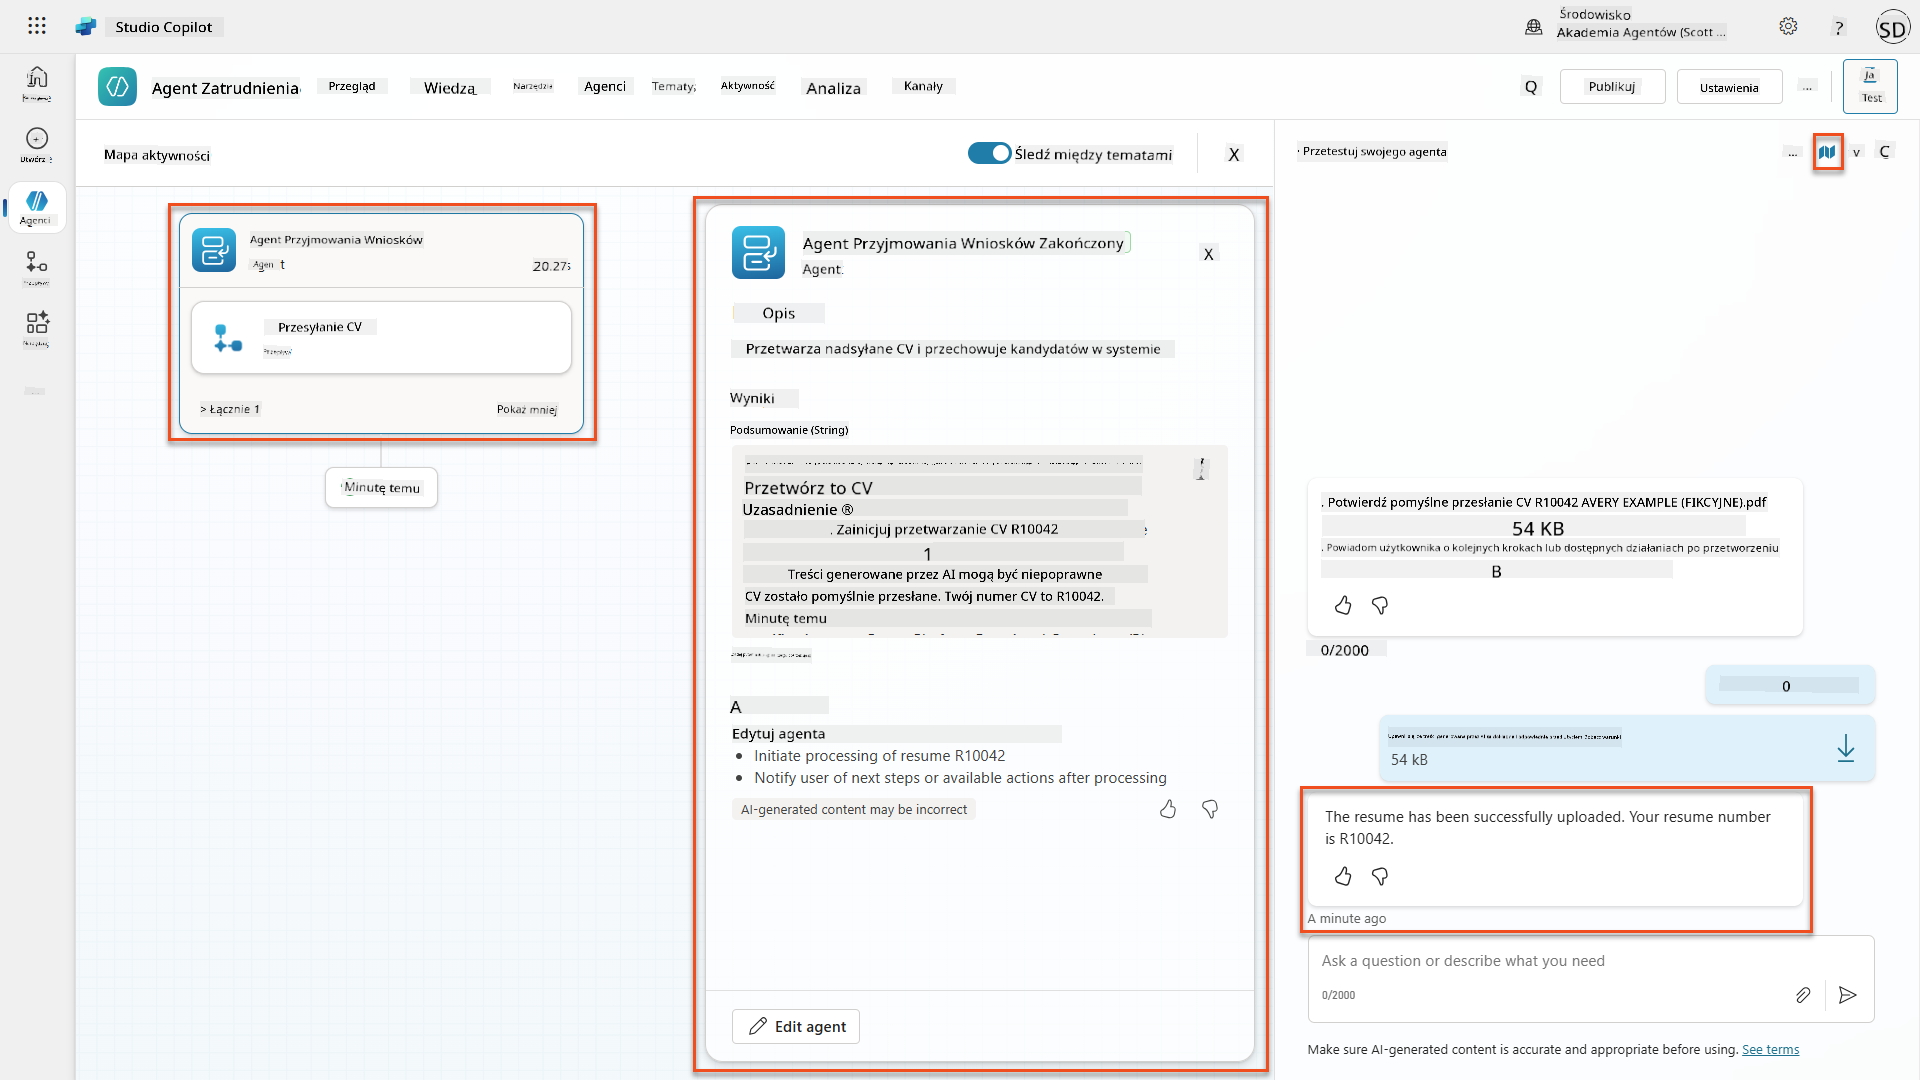 Studio Copilot
Środowisko
Akademia Agentów (Scott ...
?
SD
Agent Zatrudnienia
Przegląd
Wiedza
Narzędzia
Agenci
Tematy
Aktywność
Analiza
Kanały
Q
Publikuj
Ustawienia
...
Ja
Test
Utwórz
Agenci
Mapa aktywności
Śledź między tematami
X
Agent Przyjmowania Wniosków
Agen t
20.27s
Przesyłanie CV
> Łącznie 1
Pokaż mniej
Minutę temu
Agent Przyjmowania Wniosków Zakończony
Agent.
X
Opis
Przetwarza nadsyłane CV i przechowuje kandydatów w systemie
Wyniki
Podsumowanie (String)
Przetwórz to CV
Uzasadnienie ®
. Zainicjuj przetwarzanie CV R10042
1
Treści generowane przez AI mogą być niepoprawne
CV zostało pomyślnie przesłane. Twój numer CV to R10042.
Minutę temu
A
Edytuj agenta
Initiate processing of resume R10042
Notify user of next steps or available actions after processing
AI-generated content may be incorrect
Edit agent
Przetestuj swojego agenta
...
v
C
. Potwierdź pomyślne przesłanie CV R10042 AVERY EXAMPLE (FIKCYJNE).pdf
54 KB
. Powiadom użytkownika o kolejnych krokach lub dostępnych działaniach po przetworzeniu
B
0/2000
0
54 kB
The resume has been successfully uploaded. Your resume number
is R10042.
A minute ago
Ask a question or describe what you need
0/2000
Make sure AI-generated content is accurate and appropriate before using. See terms